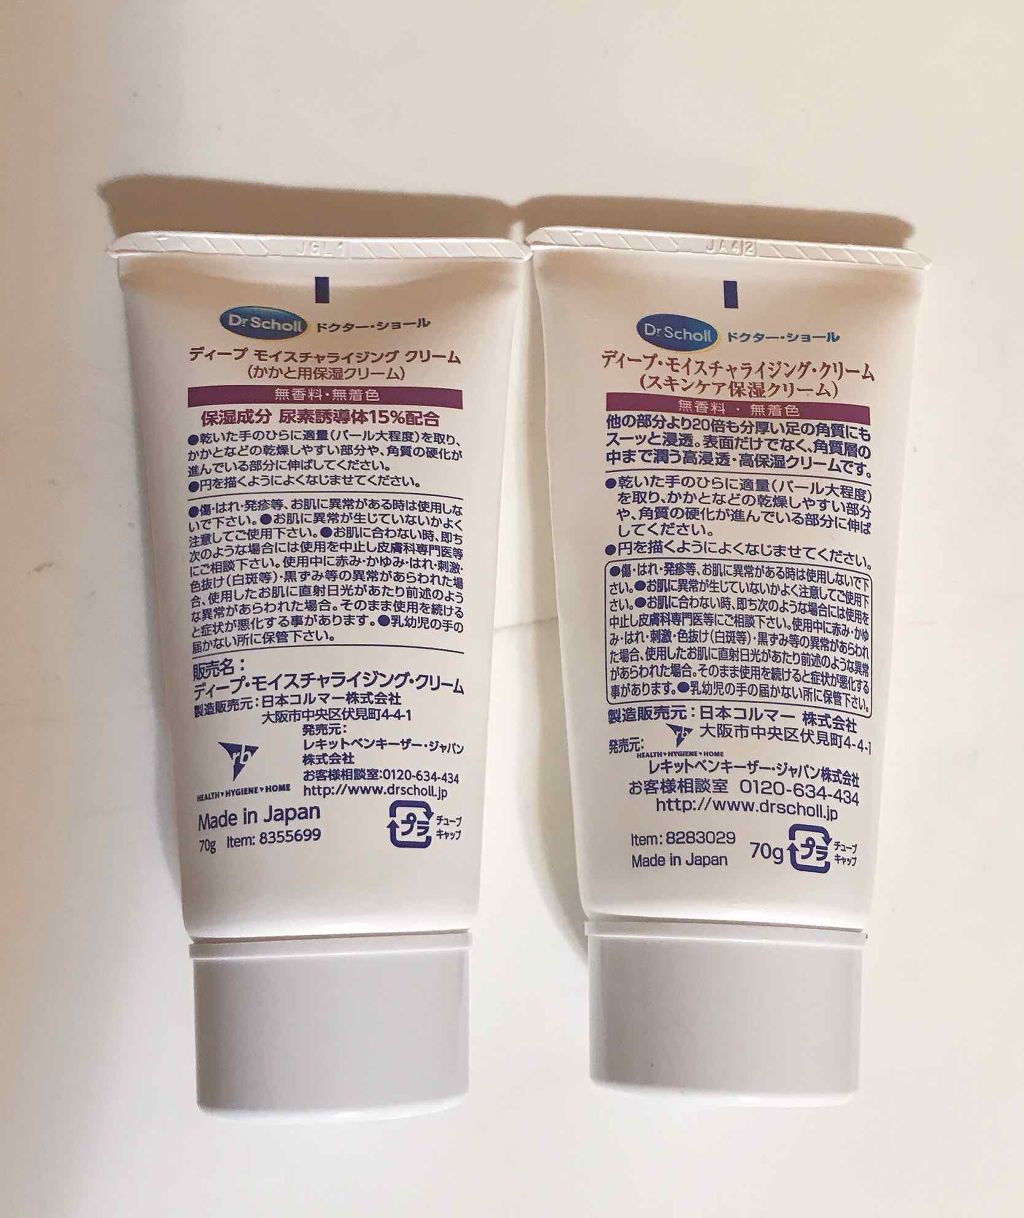 JGL1
Dr Scholl ドクター・ショール
ディープ モイスチャライジング クリーム
(かかと用保湿クリーム)
無香料・無着色
保湿成分 尿素誘導体15%配合
●乾いた手のひらに適量(パール大程度)を取り、
かかとなどの乾燥しやすい部分や、角質の硬化が
進んでいる部分に伸ばしてください。
●円を描くようによくなじませてください。
●傷・はれ・発疹等、お肌に異常がある時は使用しな
いで下さい。●お肌に異常が生じていないかよく
注意してご使用下さい。●お肌に合わない時、即ち
次のような場合には使用を中止し皮膚科専門医等
にご相談下さい。使用中に赤み・かゆみ・はれ・刺激・
色抜け(白斑等)・黒ずみ等の異常があらわれた場
合、使用したお肌に直射日光があたり前述のよう
な異常があらわれた場合。そのまま使用を続ける
と症状が悪化する事があります。●乳幼児の手の
届かない所に保管下さい。
販売名:
ディープ・モイスチャライジング・クリーム
製造販売元:日本コルマー株式会社
大阪市中央区伏見町4-4-1
発売元:
レキットベンキーザー・ジャパン
株式会社
お客様相談室:0120-634-434
http://www.drscholl.jp
rb
HEALTH・HYGIENE・HOME
Made in Japan
70g Item: 8355699
プラ
チューブ
キャップ
JA42
Dr Scholl ドクター・ショール
ディープ・モイスチャライジング・クリーム
(スキンケア保湿クリーム)
無香料 ・ 無着色
他の部分より20倍も分厚い足の角質にも
スーッと浸透。表面だけでなく、角質層の
中まで潤う高浸透・高保湿クリームです。
●乾いた手のひらに適量(パール大程度)
を取り、かかとなどの乾燥しやすい部分
や、角質の硬化が進んでいる部分に伸ば
してください。
●円を描くようによくなじませてください。
●傷・はれ・発疹等、お肌に異常がある時は使用しないで下
さい。●お肌に異常が生じていないかよく注意してご使用下
さい。●お肌に合わない時、即ち次のような場合には使用を
中止し皮膚科専門医等にご相談下さい。使用中に赤み・かゆ
み・はれ・刺激・色抜け(白斑等)・黒ずみ等の異常があらわれ
た場合、使用したお肌に直射日光があたり前述のような異常
があらわれた場合。そのまま使用を続けると症状が悪化する
事があります。●乳幼児の手の届かない所に保管下さい。
製造販売元:日本コルマー 株式会社
大阪市中央区伏見町4-4-1
発売元:
rb
HEALTH・HYGIENE・HOME
レキットベンキーザー・ジャパン株式会社
お客様相談室 0120-634-434
http://www.drscholl.jp
Item: 8283029
Made in Japan 70g
プラ
チューブ
キャップ